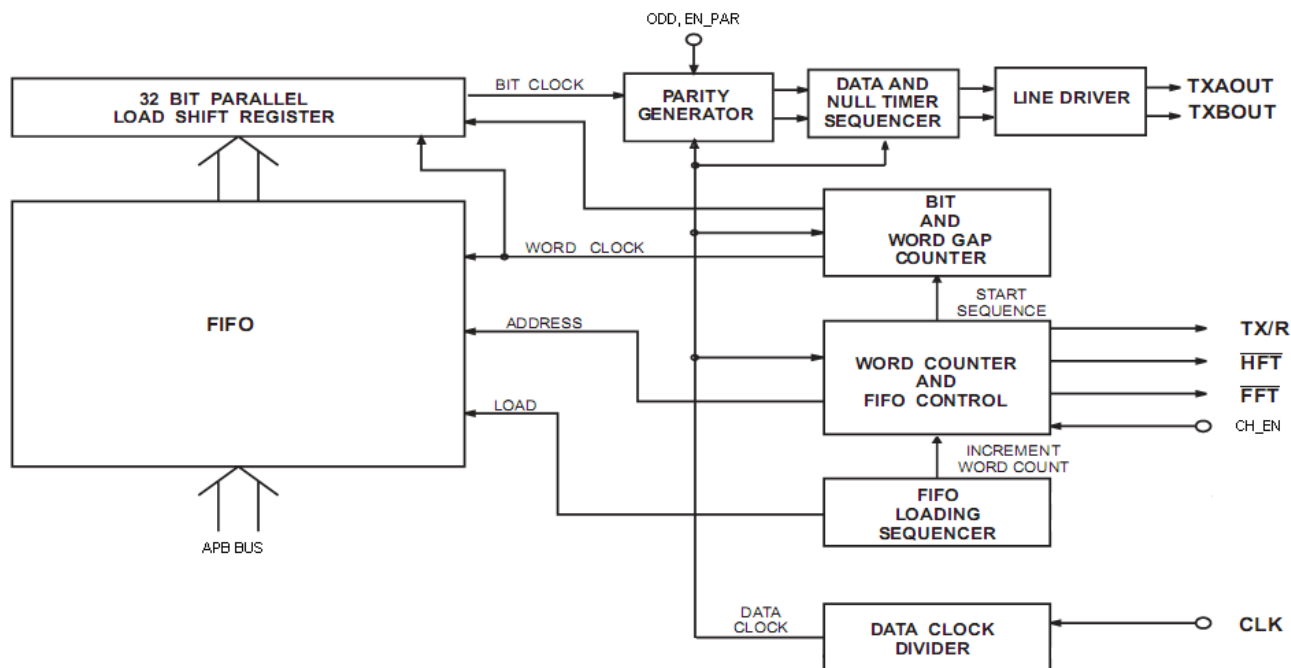 ODD, EN_PAR
32 BIT PARALLEL
LOAD SHIFT REGISTER
BIT CLOCK
PARITY
GENERATOR
DATA AND
NULL TIMER
SEQUENCER
LINE DRIVER
TXAOUT
TXBOUT
BIT
AND
WORD GAP
COUNTER
WORD CLOCK
START
SEQUENCE
FIFO
ADDRESS
WORD COUNTER
AND
FIFO CONTROL
TX/R
HFT
FFT
CH_EN
LOAD
INCREMENT
WORD COUNT
FIFO
LOADING
SEQUENCER
APB BUS
DATA
CLOCK
DATA CLOCK
DIVIDER
CLK